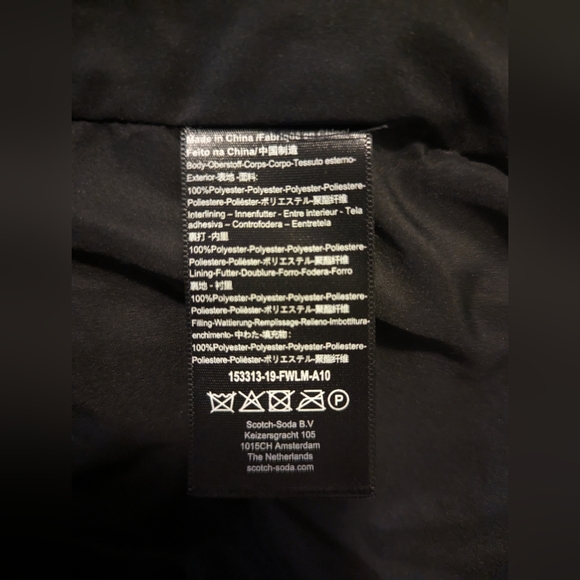 Made in China /Fabriqué en
Feito na China/中国制造
Body-Oberstoff-Corps-Corpo-Tessuto esterno-
Exterior-表地 -面料:
100%Polyester-Polyester-Polyester-Poliestere-
Poliestere-Poliéster-ポリエステル-聚酯纤维
Interlining – Innenfutter - Entre Interieur - Tela
adhesiva – Controfodera – Eentretela
裏打 -内里
100%Polyester-Polyester-Polyester-Poliestere-
Poliestere-Poliéster-ポリエステル-聚酯纤维
Lining-Futter-Doublure-Forro-Fodera-Forro
裏地 - 衬里
100%Polyester-Polyester-Polyester-Poliestere-
Poliestere-Poliéster-ポリエステル-聚酯纤维
Filling-Wattierung-Remplissage-Relleno-Imbottitura-
enchimento- 中わた-填充物:
100%Polyester-Polyester-Polyester-Poliestere-
Poliestere-Poliéster-ポリエステル-聚酯纤维
153313-19-FWLM-A10
P
Scotch-Soda B.V
Keizersgracht 105
1015CH Amsterdam
The Netherlands
scotch-soda.com